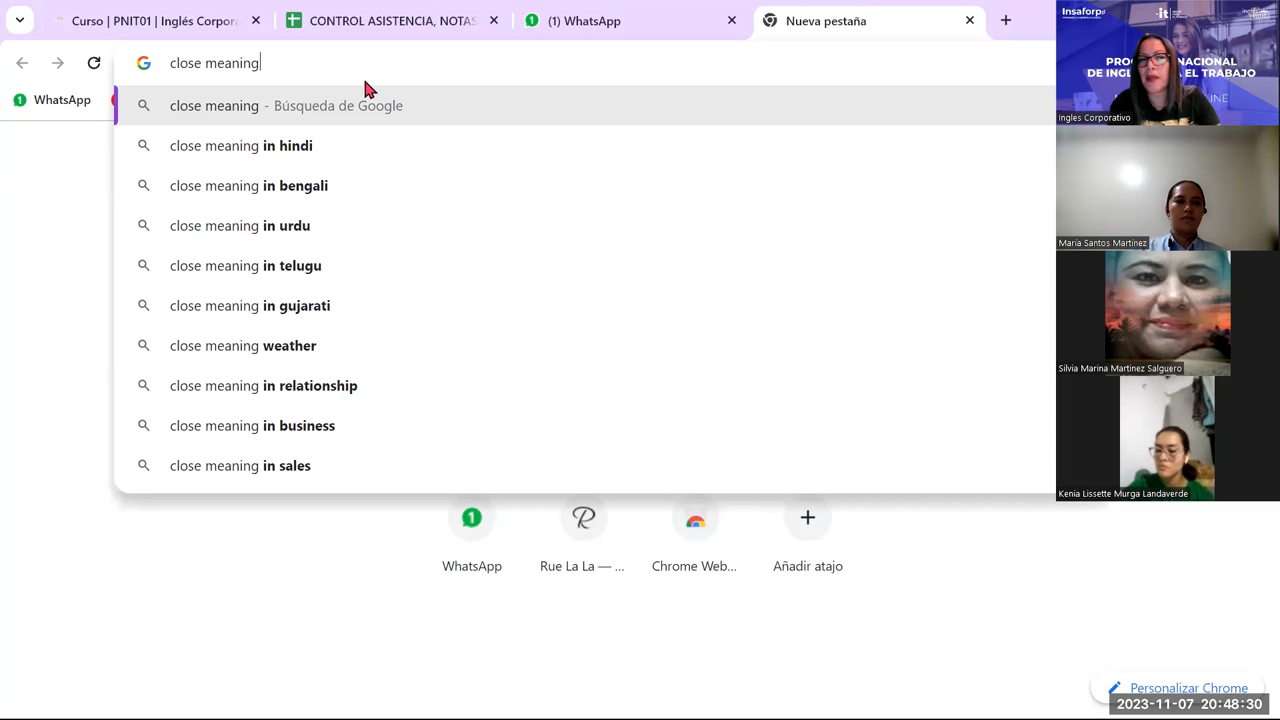 Curso | PNIT01 | Inglés Corpora
CONTROL ASISTENCIA, NOTAS
(1) WhatsApp
Nueva pestaña
close meaning
WhatsApp
close meaning - Búsqueda de Google
close meaning in hindi
close meaning in bengali
close meaning in urdu
close meaning in telugu
close meaning in gujarati
close meaning weather
close meaning in relationship
close meaning in business
close meaning in sales
WhatsApp
Rue La La — ...
Chrome Web...
Añadir atajo
Personalizar Chrome
2023-11-07 20:48:30
Insaforp
it
Ingles Corporativo
María Santos Martínez
Silvia Marina Martinez Salguero
Kenia Lissette Murga Landaverde